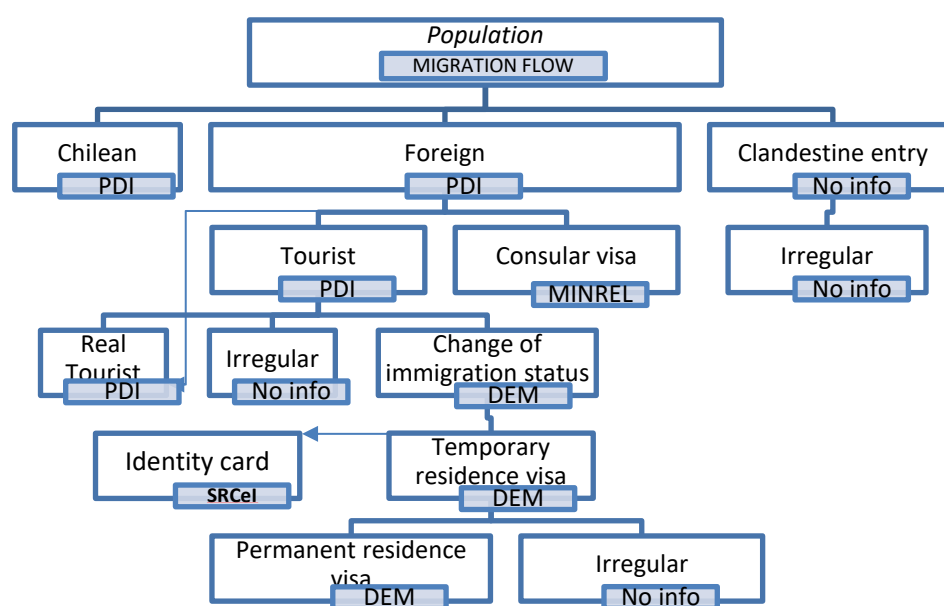 Population
MIGRATION FLOW
Chilean
PDI
Foreign
PDI
Clandestine entry
No info
Tourist
PDI
Consular visa
MINREL
Irregular
No info
Real
Tourist
PDI
Irregular
No info
Change of
immigration status
DEM
Identity card
SRCeI
Temporary
residence visa
DEM
Permanent residence
visa
DEM
Irregular
No info